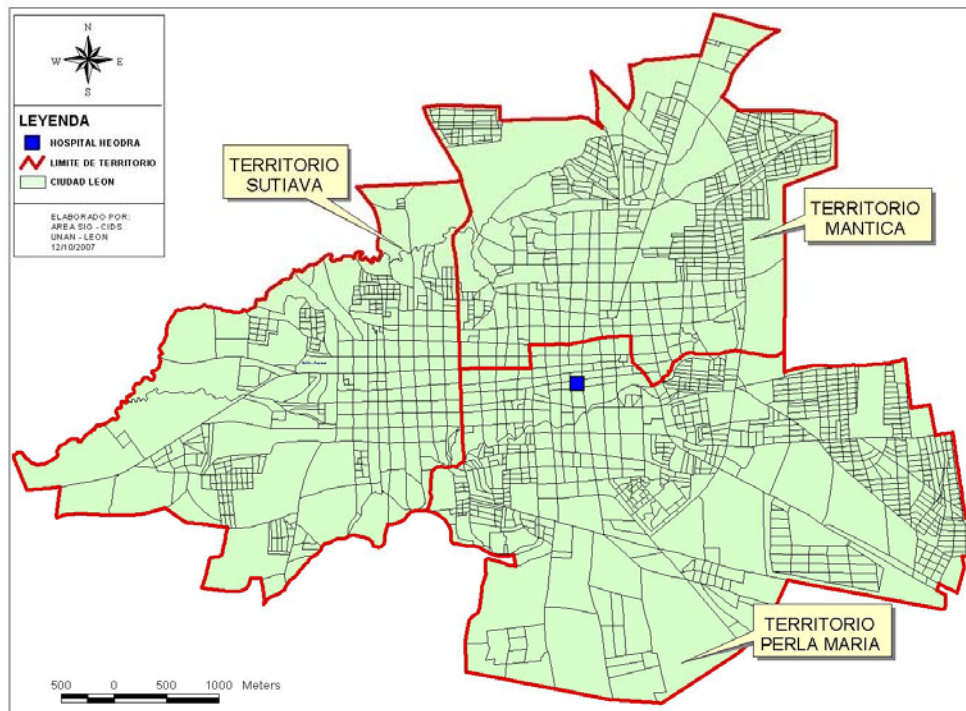 N
W E
S
LEYENDA
HOSPITAL HEODRA
LIMITE DE TERRITORIO
CIUDAD LEON
ELABORADO POR:
AREA SIG - CIDS
UNAN - LEON
12/10/2007
TERRITORIO
SUTIAVA
TERRITORIO
MANTICA
TERRITORIO
PERLA MARIA
500 0 500 1000 Meters